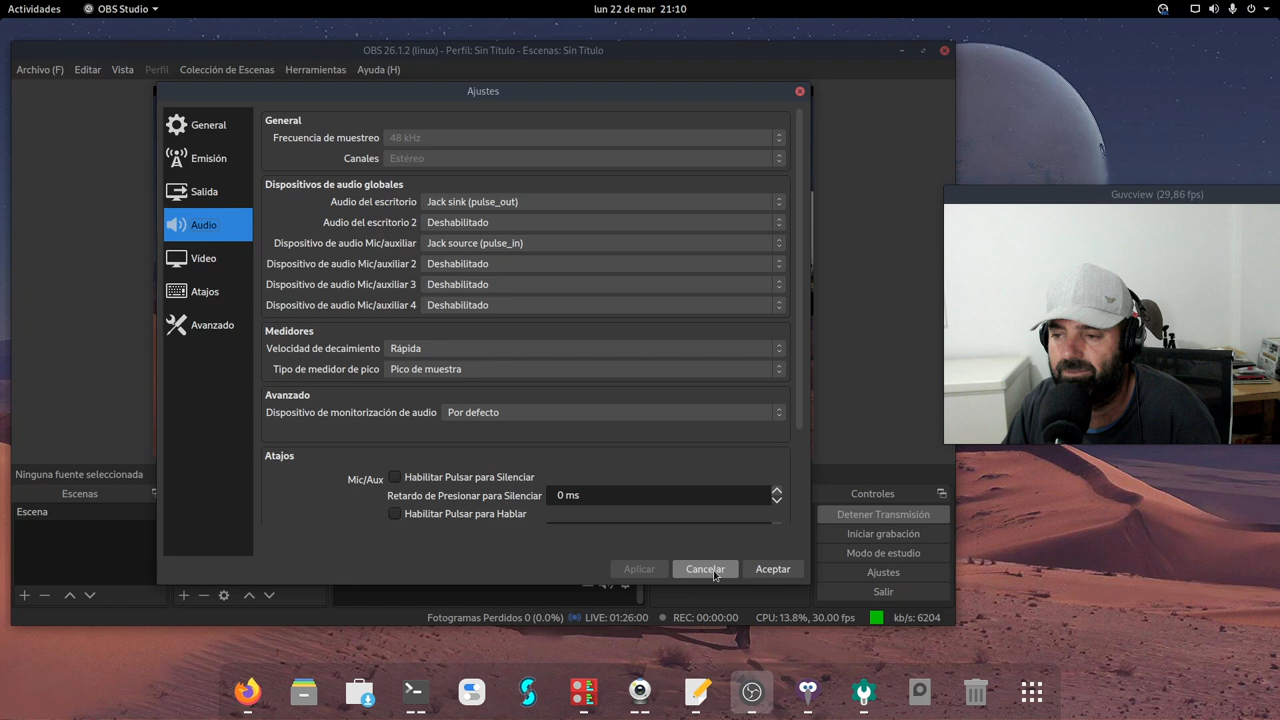 Actividades
OBS Studio
lun 22 de mar 21:10
OBS 26.1.2 (linux) - Perfil: Sin Título - Escenas: Sin Título
Archivo (F) Editar Vista Perfil Colección de Escenas Herramientas Ayuda (H)
Ajustes
General
Emisión
Salida
Audio
Video
Atajos
Avanzado
General
Frecuencia de muestreo 48 kHz
Canales Estéreo
Dispositivos de audio globales
Audio del escritorio Jack sink (pulse_out)
Audio del escritorio 2 Deshabilitado
Dispositivo de audio Mic/auxiliar Jack source (pulse_in)
Dispositivo de audio Mic/auxiliar 2 Deshabilitado
Dispositivo de audio Mic/auxiliar 3 Deshabilitado
Dispositivo de audio Mic/auxiliar 4 Deshabilitado
Medidores
Velocidad de decaimiento Rápida
Tipo de medidor de pico Pico de muestra
Avanzado
Dispositivo de monitorización de audio Por defecto
Atajos
Mic/Aux Habilitar Pulsar para Silenciar
Retardo de Presionar para Silenciar 0 ms
Habilitar Pulsar para Hablar
Aplicar Cancelar Aceptar
Guvcview (29,86 fps)
Ninguna fuente seleccionada
Escenas
Escena
Controles
Detener Transmisión
Iniciar grabación
Modo de estudio
Ajustes
Salir
Fotogramas Perdidos 0 (0.0%) LIVE: 01:26:00 REC: 00:00:00 CPU: 13.8%, 30.00 fps kb/s: 6204